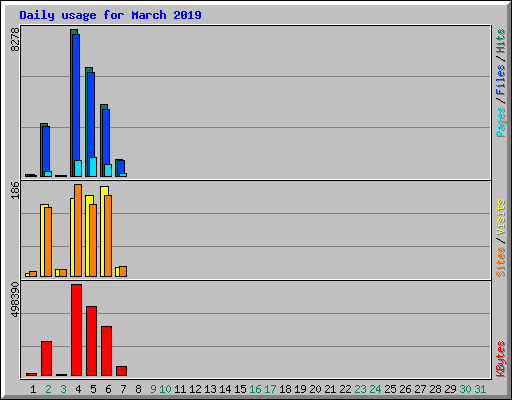 Daily usage for March 2019
8278
Pages / Files / Hits
186
Sites / Visits
498390
KBytes
1 2 3 4 5 6 7 8 9 10 11 12 13 14 15 16 17 18 19 20 21 22 23 24 25 26 27 28 29 30 31